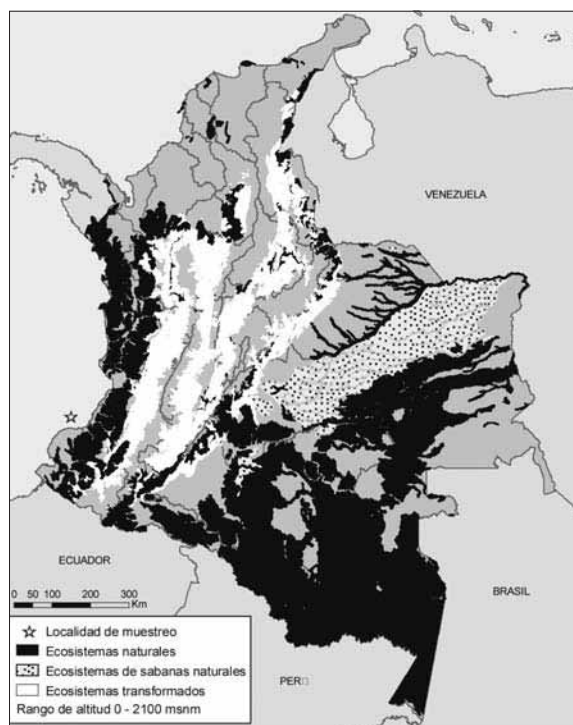 VENEZUELA
ECUADOR
0 50 100 200 300
Km
BRASIL
Localidad de muestreo
Ecosistemas naturales
Ecosistemas de sabanas naturales
Ecosistemas transformados
Rango de altitud 0 - 2100 msnm